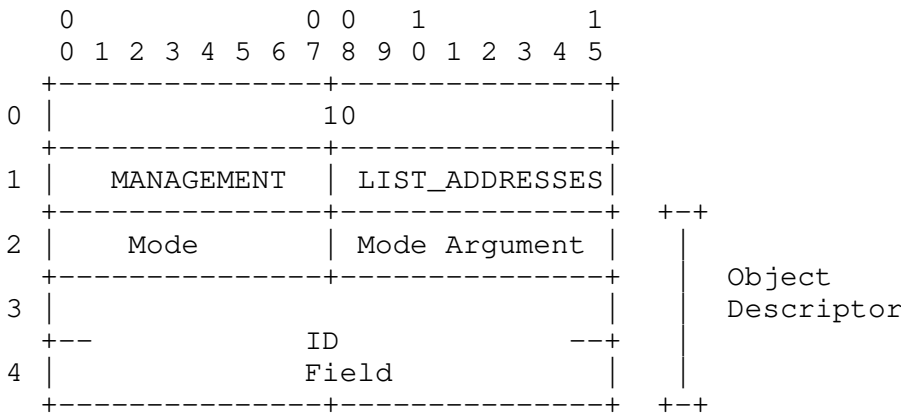 0 0 0 1 1
0 1 2 3 4 5 6 7 8 9 0 1 2 3 4 5
+---------------+---------------+
0 | 10 |
+---------------+---------------+
1 | MANAGEMENT | LIST_ADDRESSES|
+---------------+---------------+ +-+
2 | Mode | Mode Argument | |
+---------------+---------------+ | Object
3 | | | Descriptor
+-- ID --+ |
4 | Field | |
+---------------+---------------+ +-+